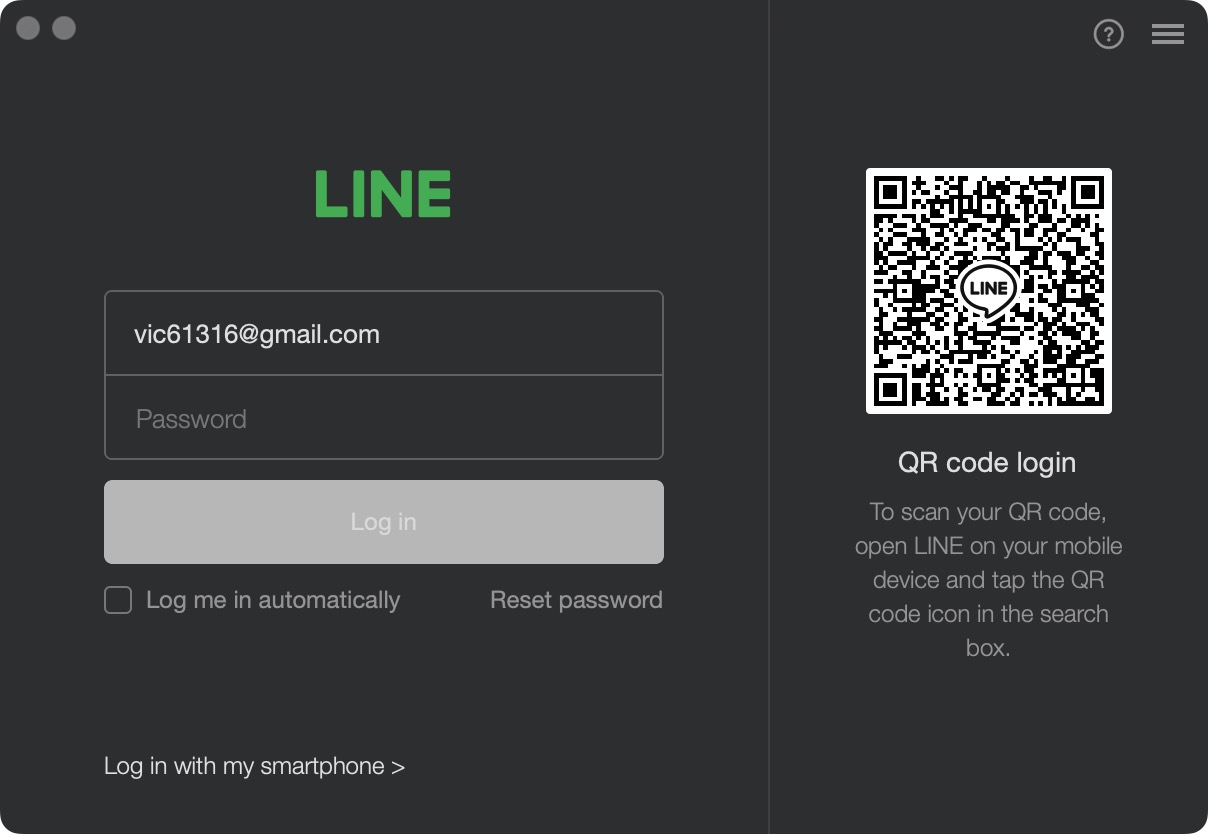 LINE
vic61316@gmail.com
Password
Log in
Log me in automatically
Reset password
Log in with my smartphone >
?
LINE
QR code login
To scan your QR code,
open LINE on your mobile
device and tap the QR
code icon in the search
box.